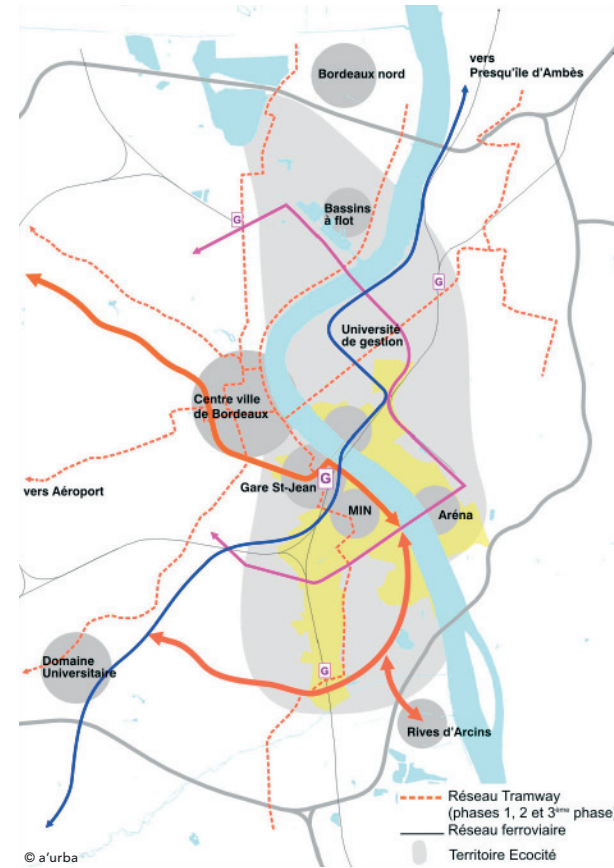 vers
Presqu'île d'Ambès
Bordeaux nord
Bassins
à flot
G
G
Université
de gestion
Centre ville
de Bordeaux
G
Gare St-Jean
vers Aéroport
MIN
Aréna
Domaine
Universitaire
G
Rives d'Arcins
Réseau Tramway
(phases 1, 2 et 3ème phase)
Réseau ferroviaire
Territoire Ecocité
© a'urba